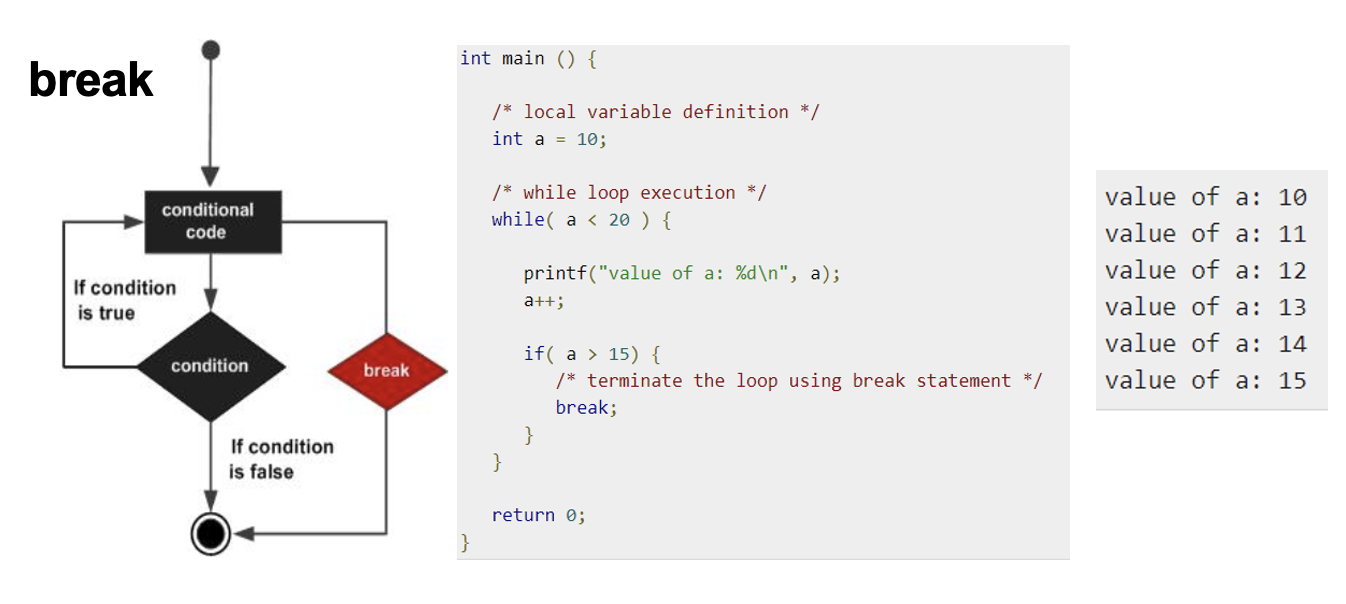 break
conditional
code
If condition
is true
condition
break
If condition
is false
int main () {
/* local variable definition */
int a = 10;
/* while loop execution */
while( a < 20 ) {
printf("value of a: %d\n", a);
a++;
if( a > 15) {
/* terminate the loop using break statement */
break;
}
}
return 0;
}
value of a: 10
value of a: 11
value of a: 12
value of a: 13
value of a: 14
value of a: 15